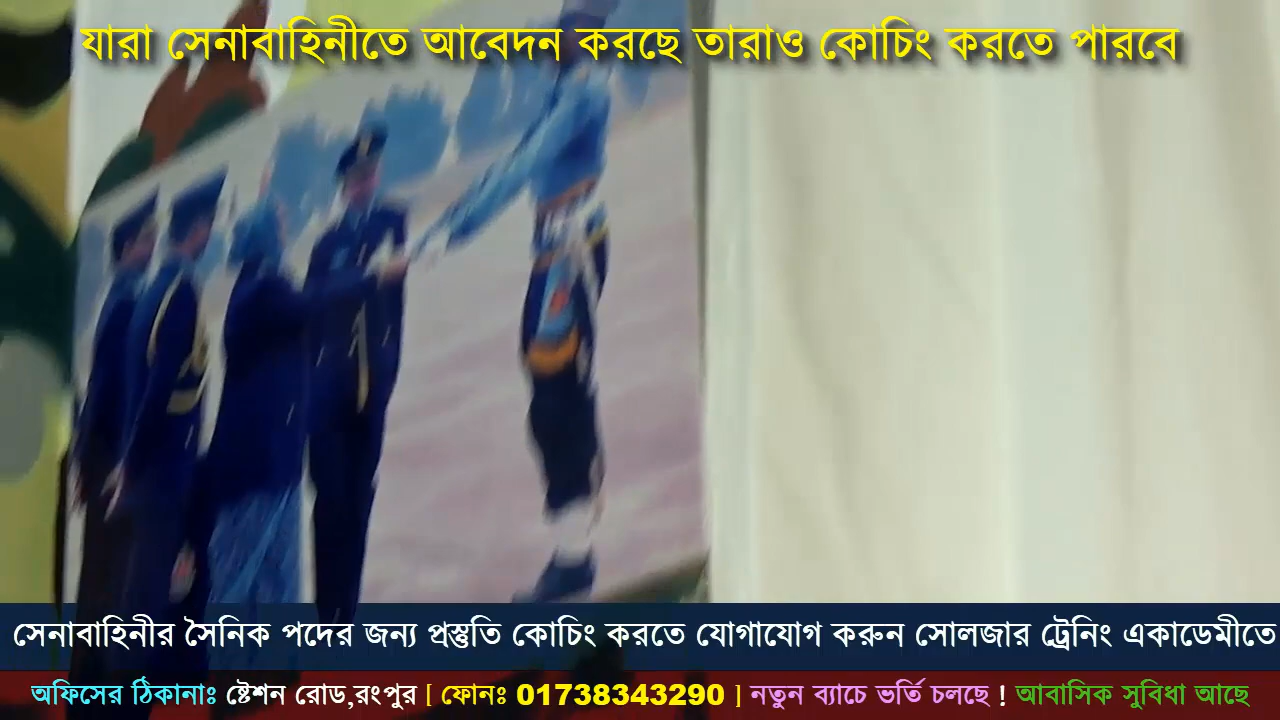 যারা সেনাবাহিনীতে আবেদন করছে তারাও কোচিং করতে পারবে
সেনাবাহিনীর সৈনিক পদের জন্য প্রস্তুতি কোচিং করতে যোগাযোগ করুন সোলজার ট্রেনিং একাডেমীতে
অফিসের ঠিকানাঃ ষ্টেশন রোড,রংপুর [ ফোনঃ 01738343290 ] নতুন ব্যাচে ভর্তি চলছে ! আবাসিক সুবিধা আছে